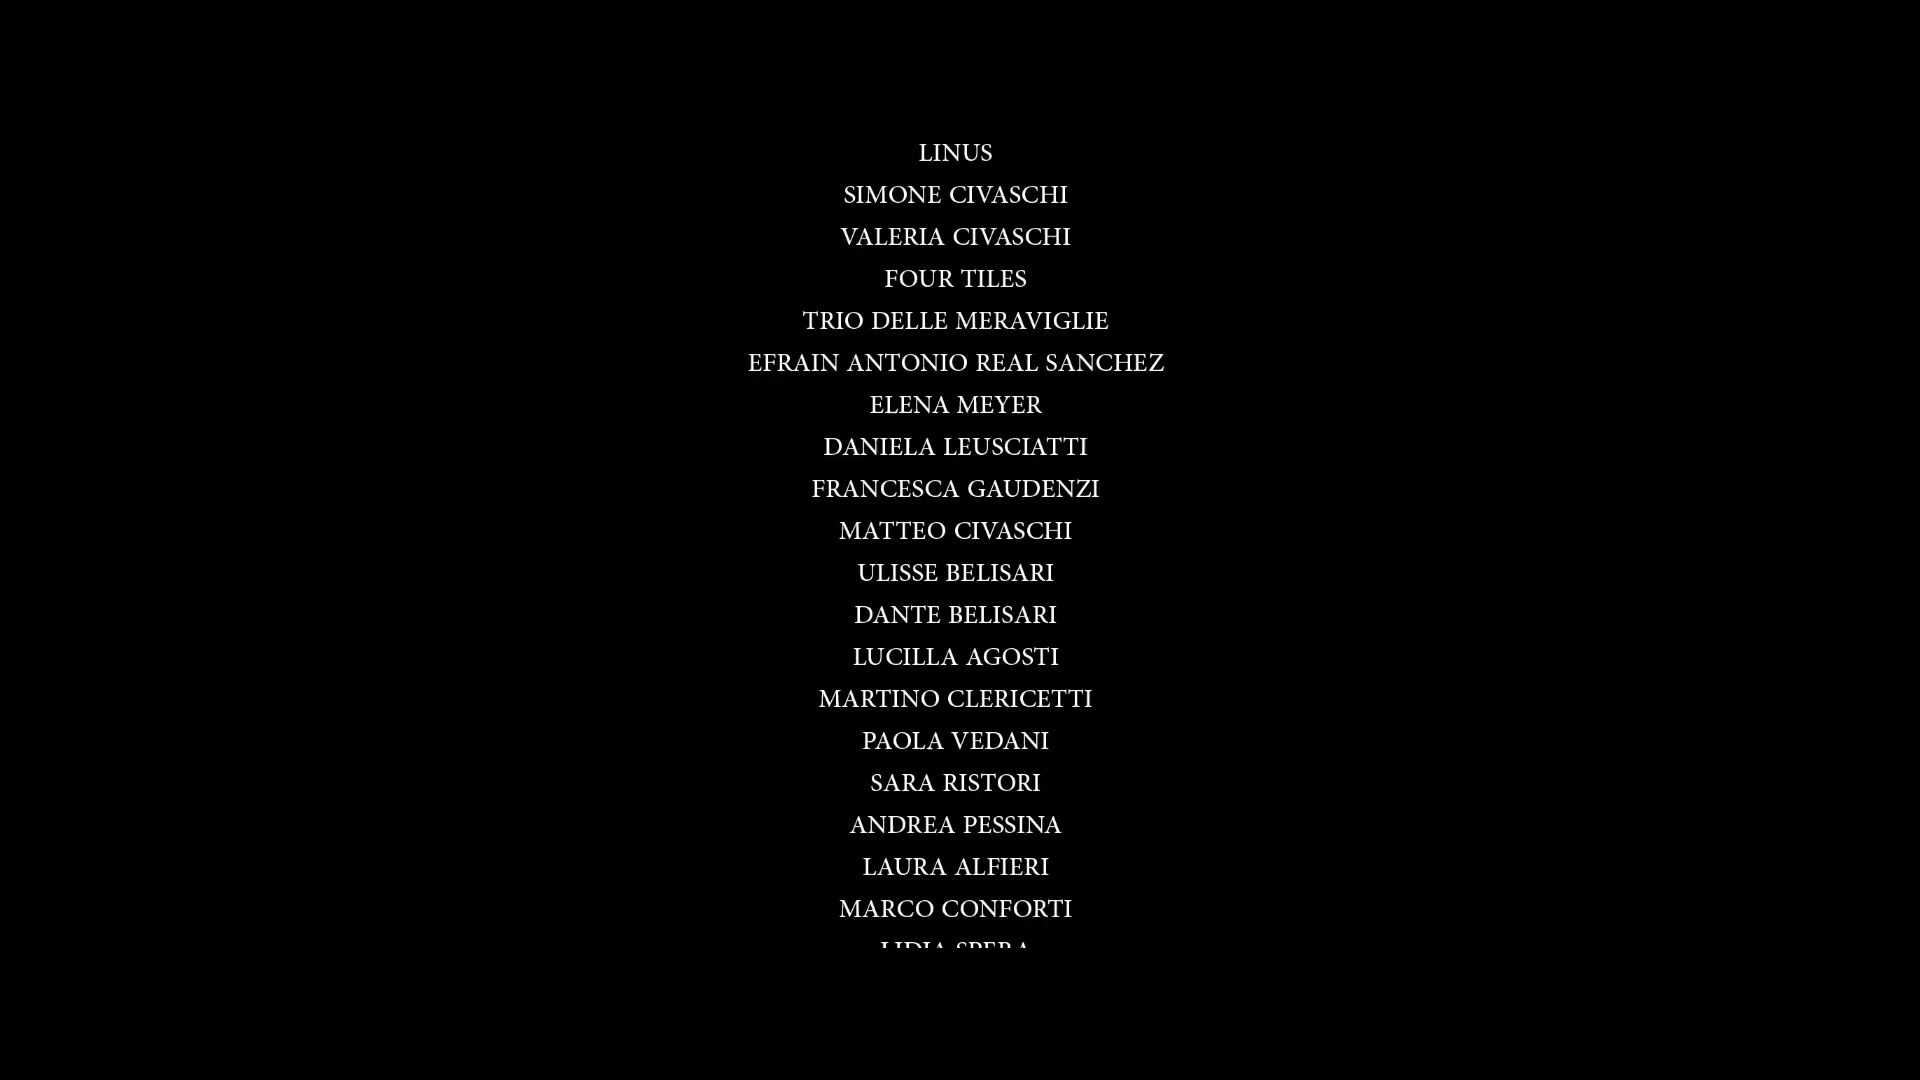 LINUS
SIMONE CIVASCHI
VALERIA CIVASCHI
FOUR TILES
TRIO DELLE MERAVIGLIE
EFRAIN ANTONIO REAL SANCHEZ
ELENA MEYER
DANIELA LEUSCIATTI
FRANCESCA GAUDENZI
MATTEO CIVASCHI
ULISSE BELISARI
DANTE BELISARI
LUCILLA AGOSTI
MARTINO CLERICETTI
PAOLA VEDANI
SARA RISTORI
ANDREA PESSINA
LAURA ALFIERI
MARCO CONFORTI
LIDIA